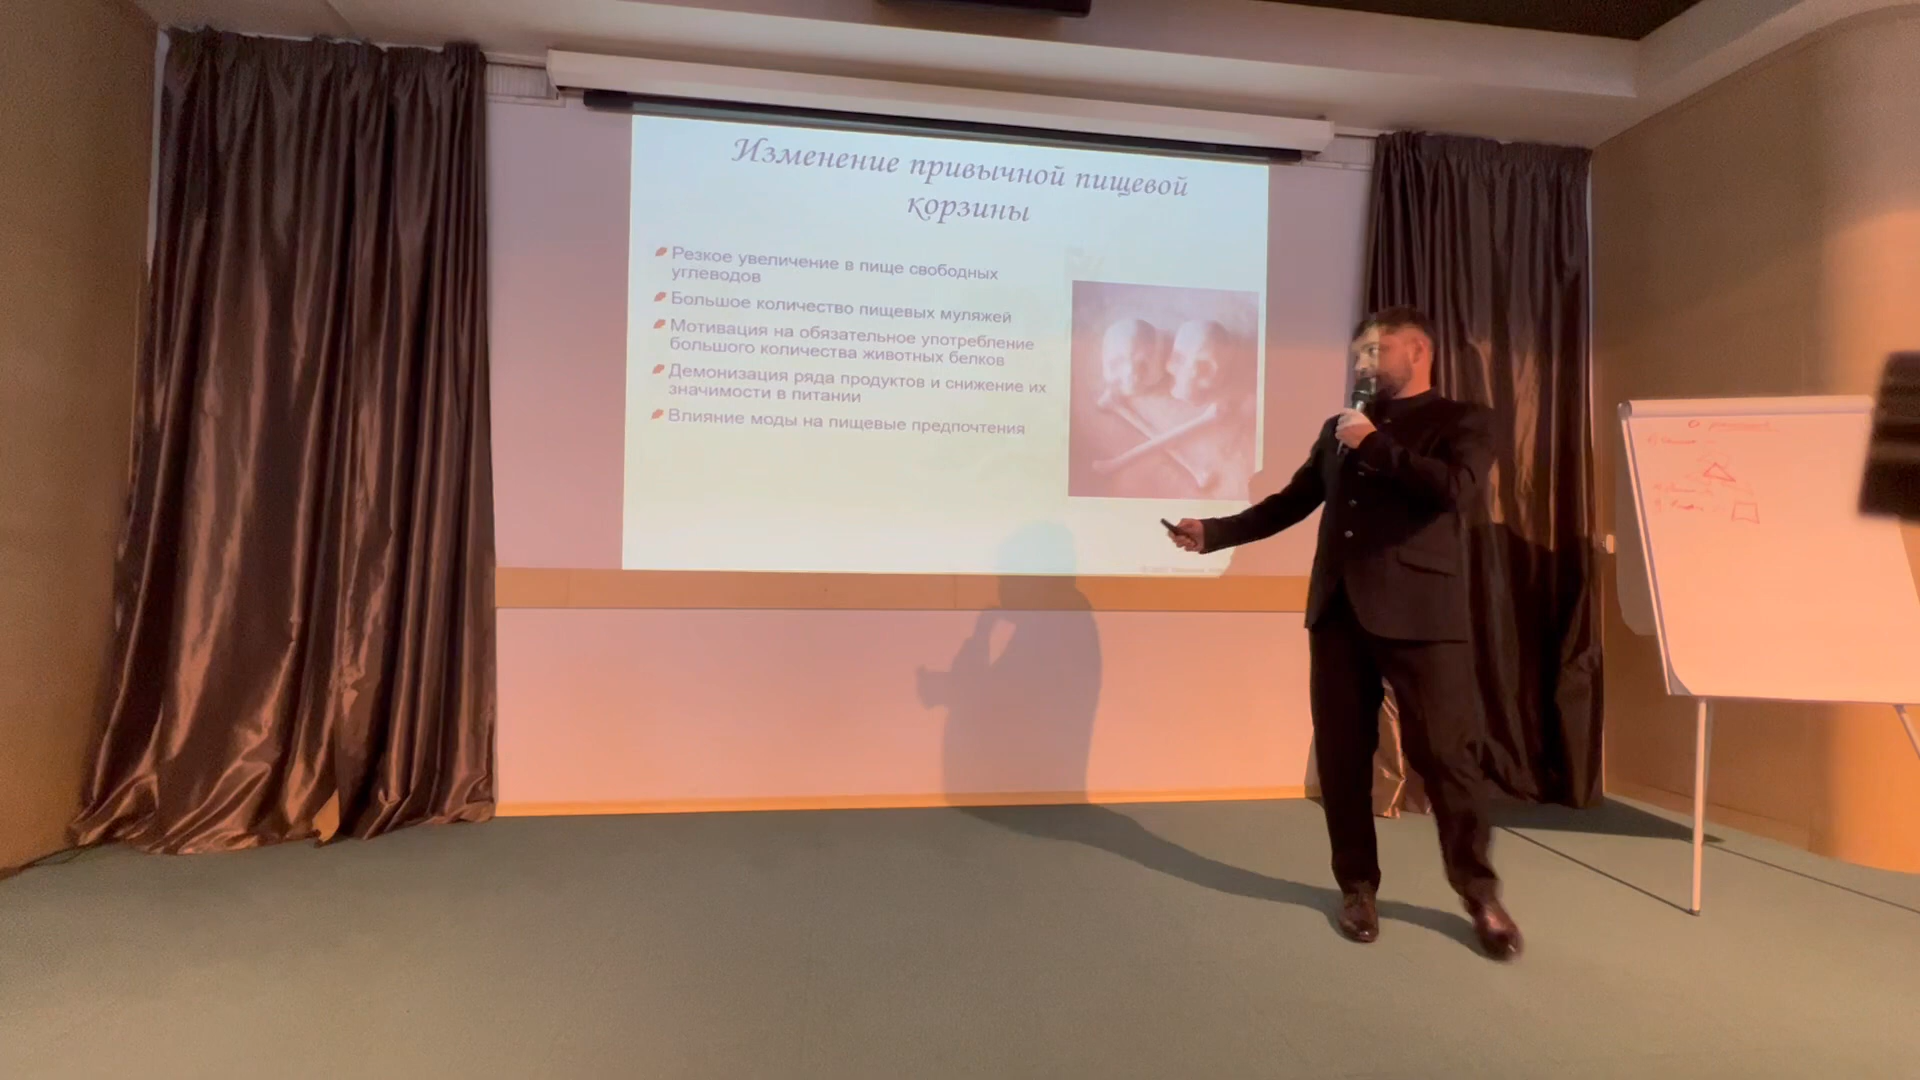 Изменение привычной пищевой
корзины
Резкое увеличение в пище свободных
углеводов
Большое количество пищевых муляжей
Мотивация на обязательное употребление
большого количества животных белков
Демонизация ряда продуктов и снижение их
значимости в питании
Влияние моды на пищевые предпочтения